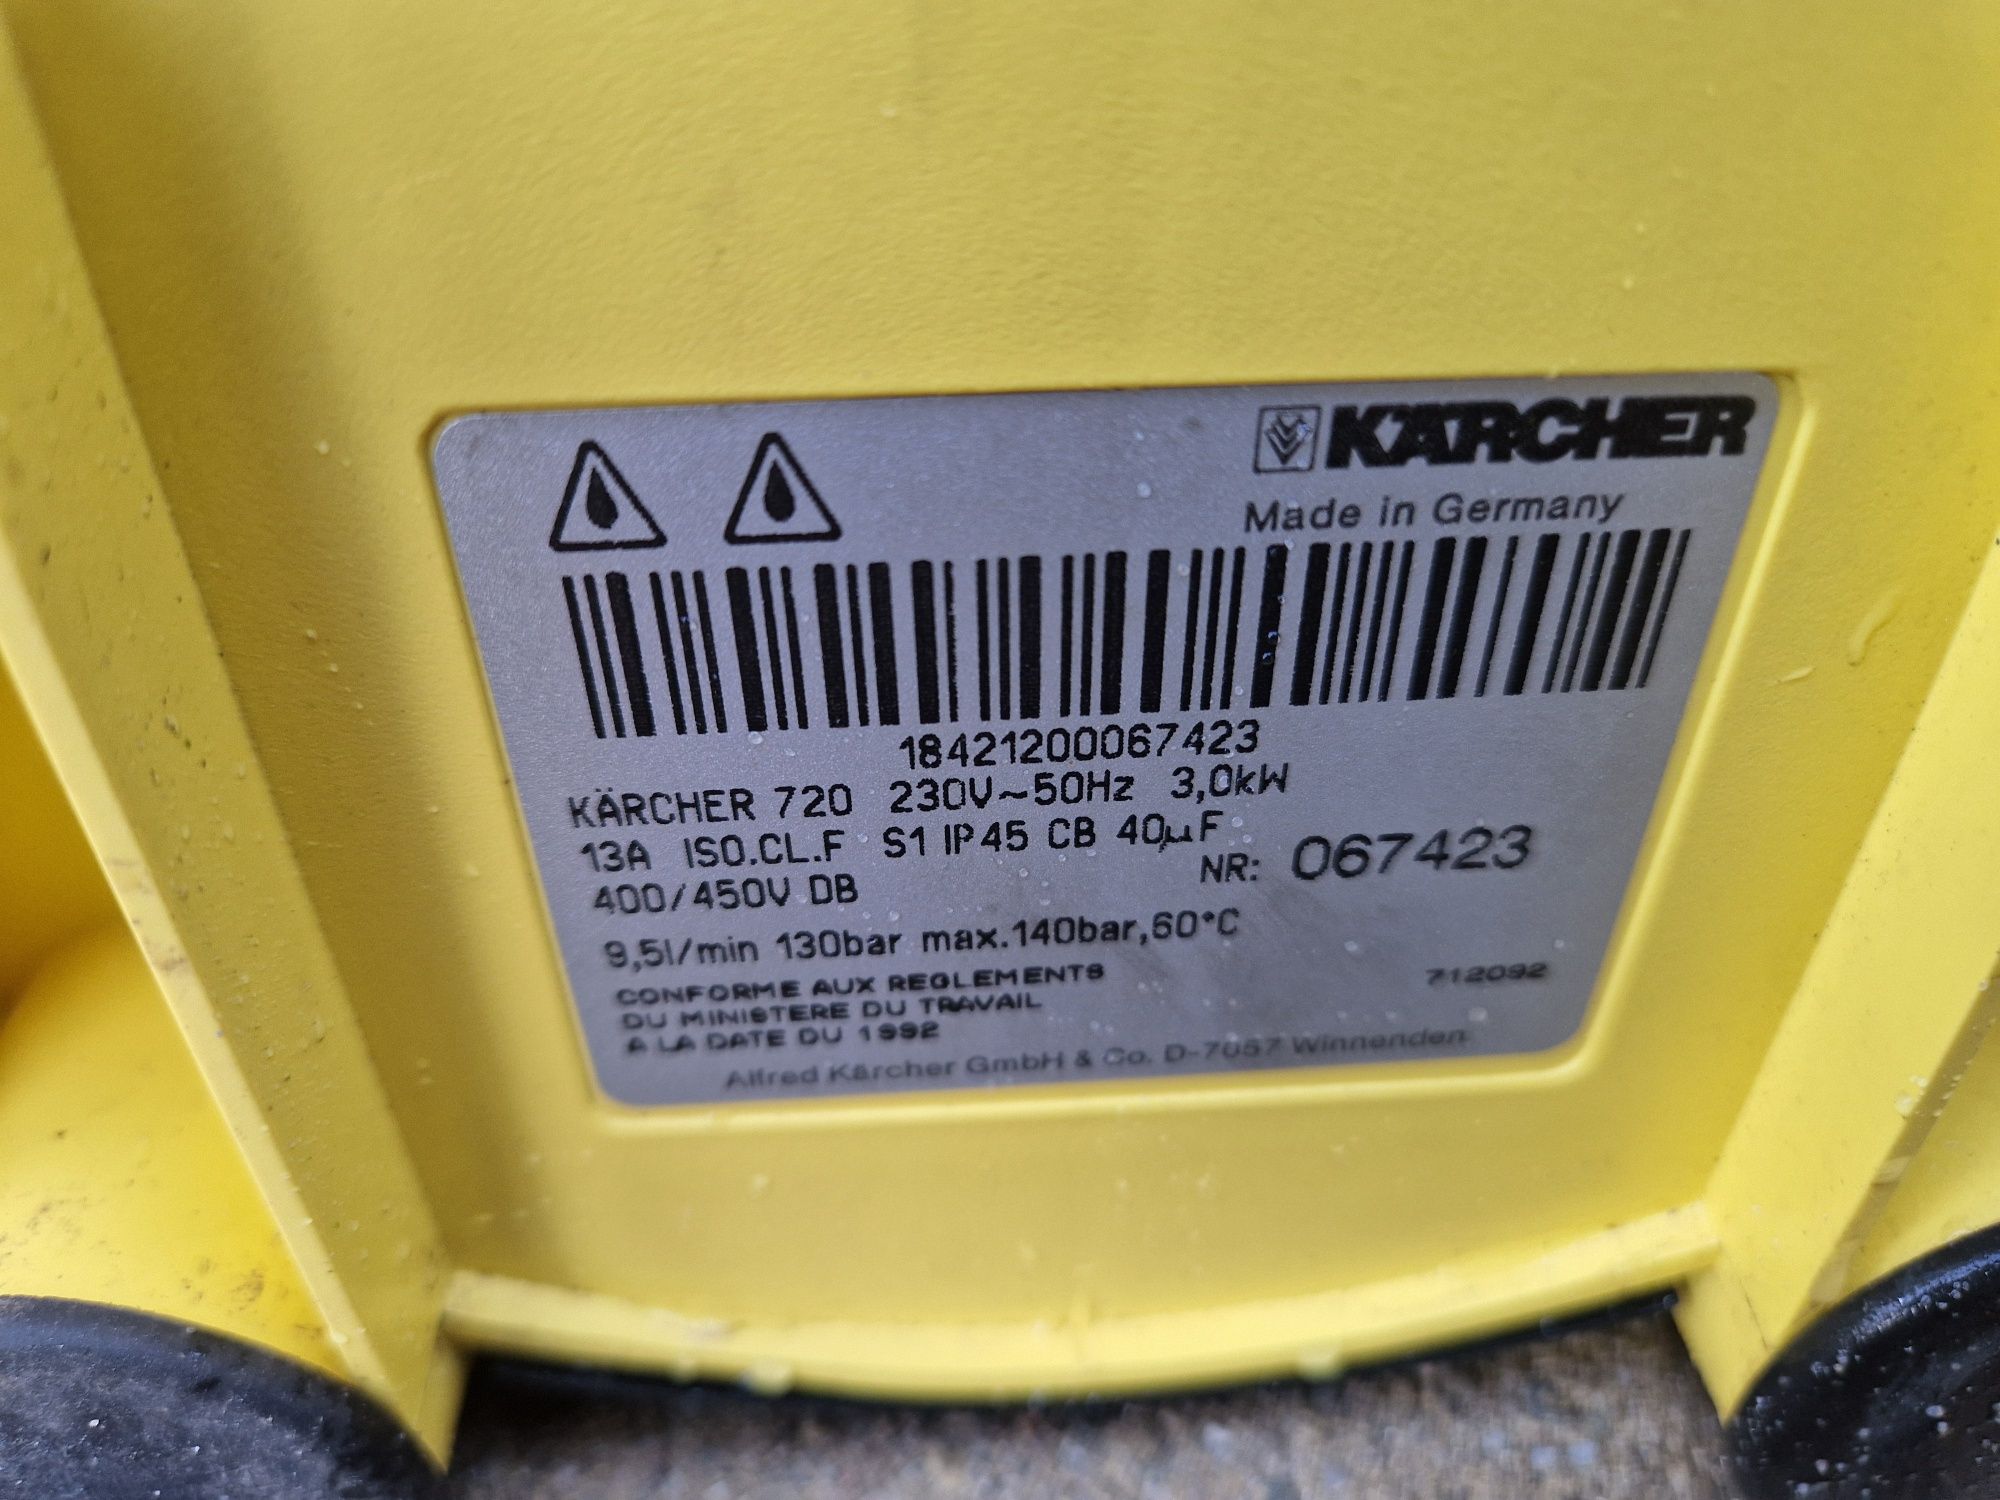 KÄRCHER
Made in Germany
18421200067423
KÄRCHER 720 230V~50Hz 3,0kW
13A ISO.CL.F S1 IP45 CB 40µF
400/450V DB NR: 067423
9,5l/min 130bar max.140bar,60°C
CONFORME AUX REGLEMENTS
DU MINISTERE DU TRAVAIL
A LA DATE DU 1992
712092
Alfred Kärcher GmbH & Co. D-7057 Winnenden